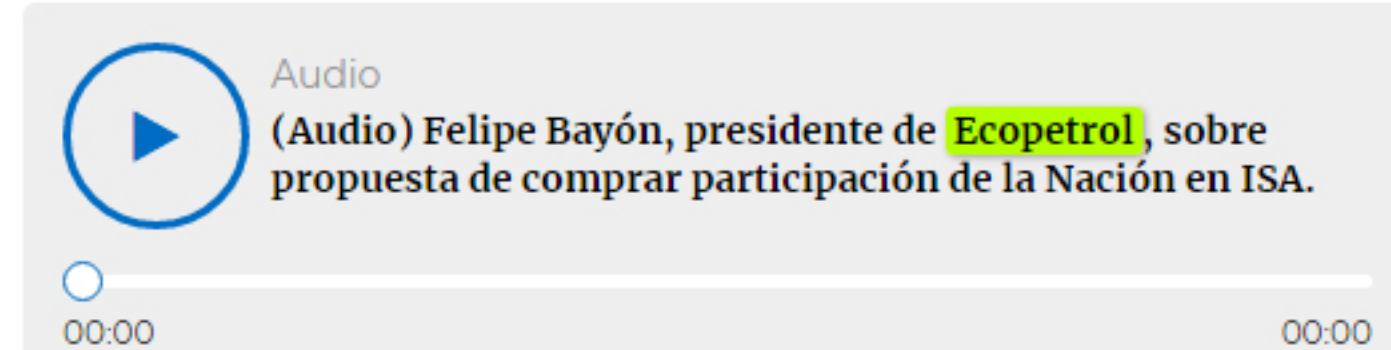 Audio
(Audio) Felipe Bayón, presidente de Ecopetrol, sobre
propuesta de comprar participación de la Nación en ISA.
00:00 00:00